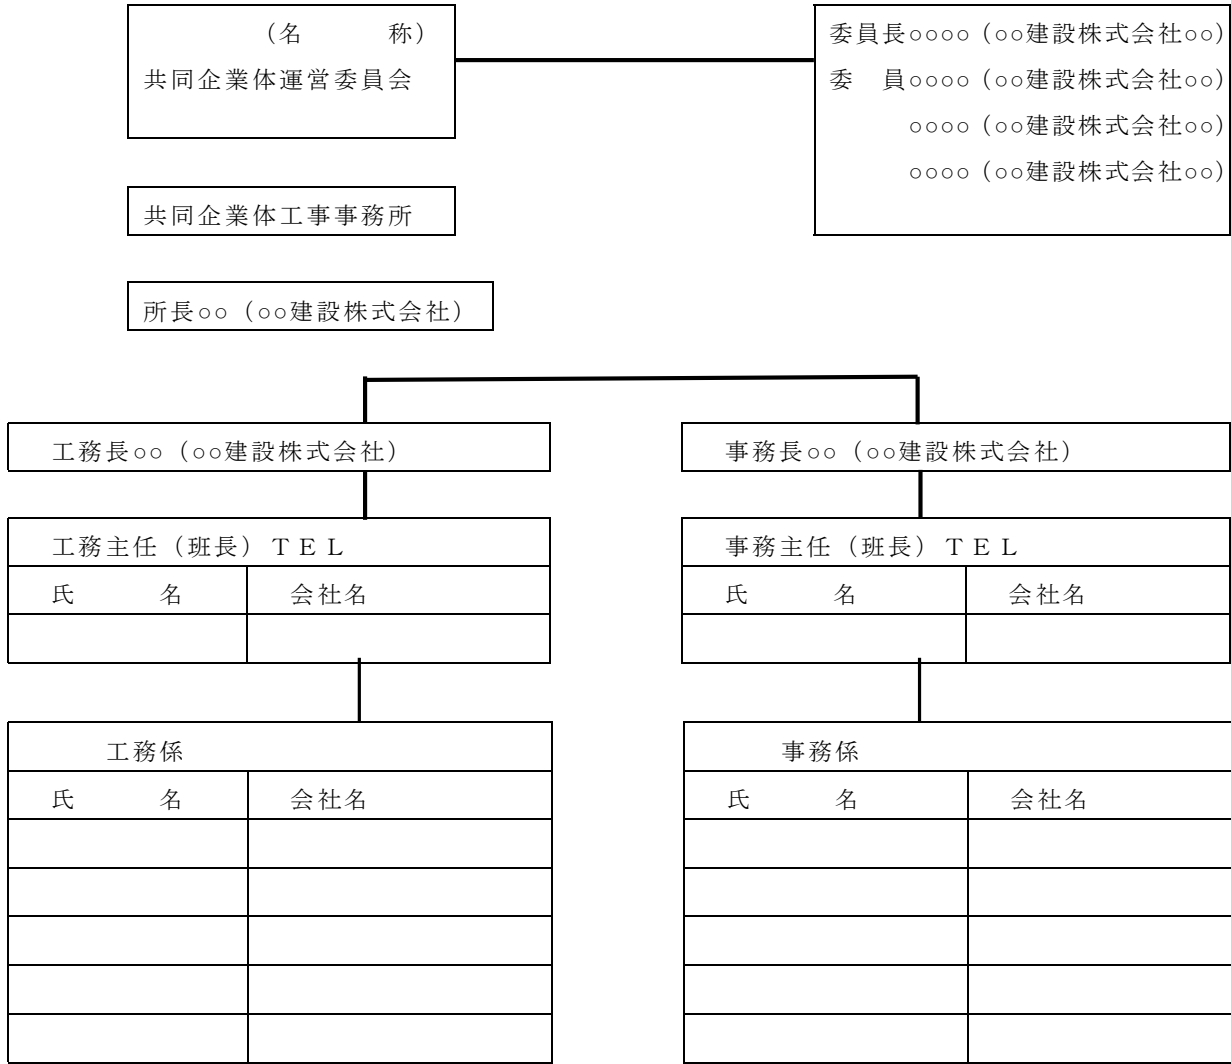 （名　　　称）
共同企業体運営委員会
委員長○○○○（○○建設株式会社○○）
委　員○○○○（○○建設株式会社○○）
○○○○（○○建設株式会社○○）
○○○○（○○建設株式会社○○）
共同企業体工事事務所
所長○○（○○建設株式会社）
工務長○○（○○建設株式会社）
事務長○○（○○建設株式会社）
工務主任（班長）ＴＥＬ
氏　　　名　会社名
事務主任（班長）ＴＥＬ
氏　　　名　会社名
工務係
氏　　　名　会社名
事務係
氏　　　名　会社名